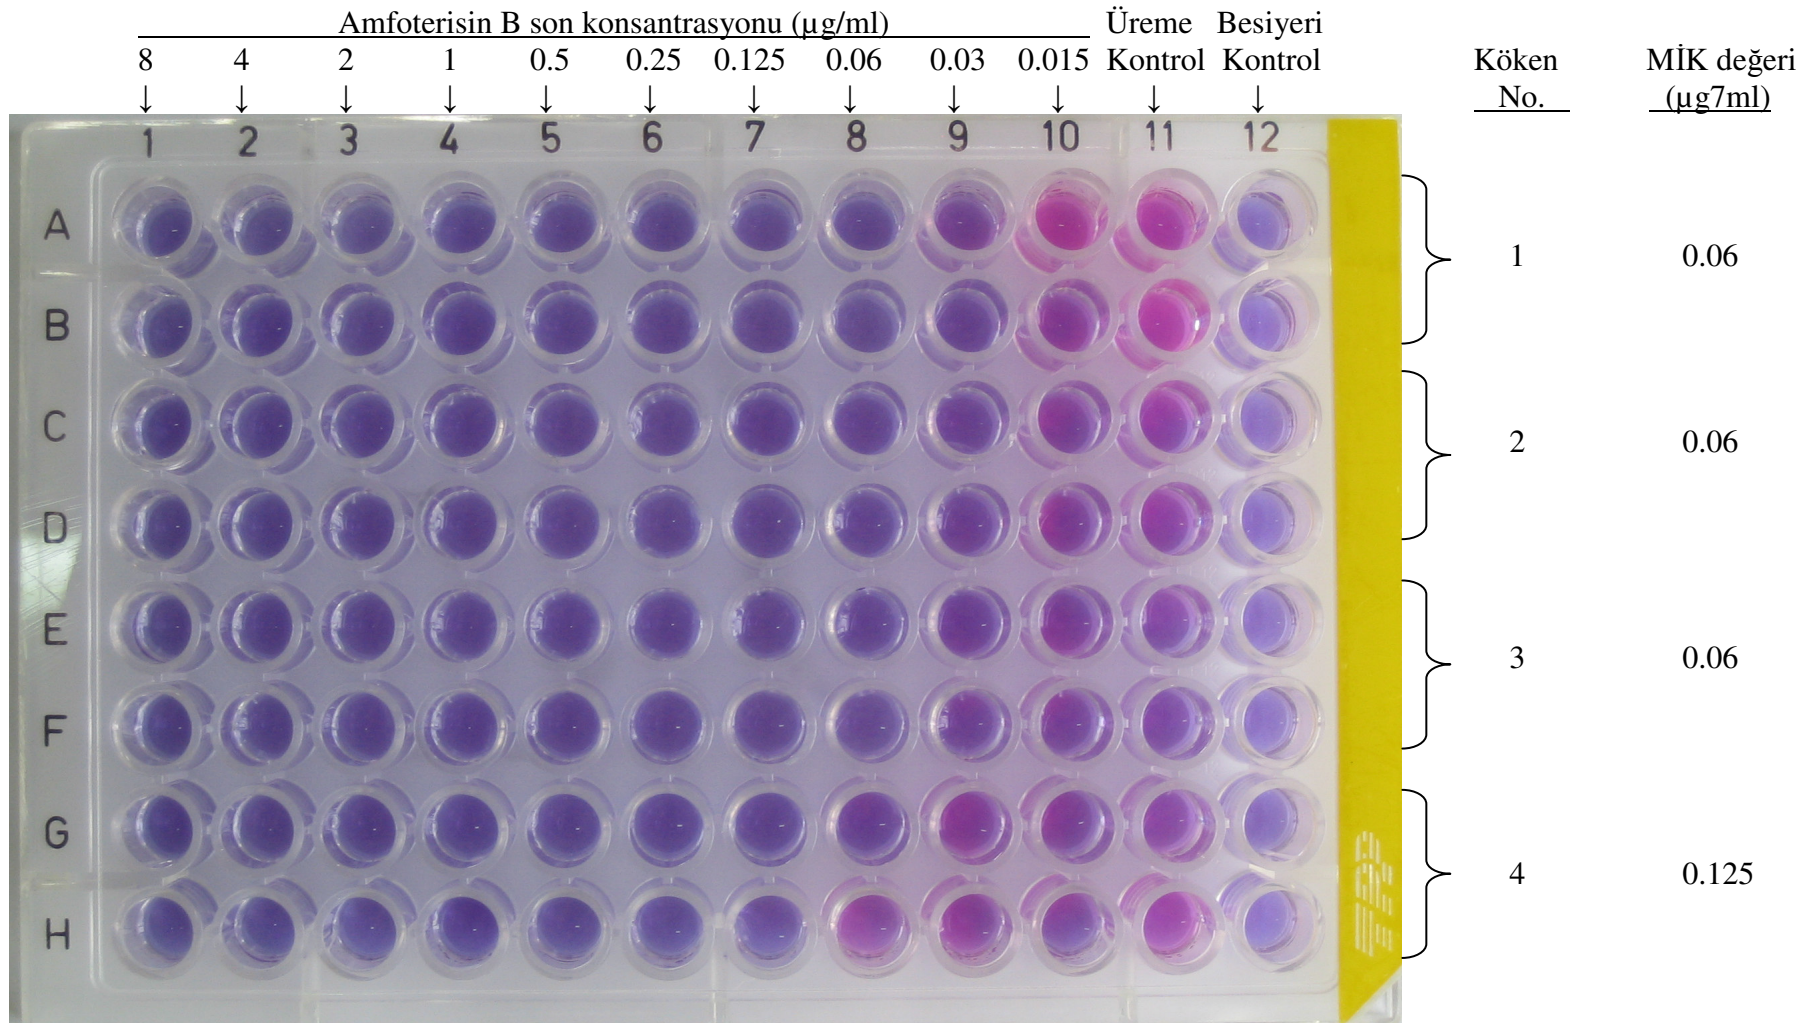 Amfoterisin B son konsantrasyonu (µg/ml) Üreme Besiyeri
8 4 2 1 0.5 0.25 0.125 0.06 0.03 0.015 Kontrol Kontrol Köken MİK değeri
No. (µg7ml)
↓ ↓ ↓ ↓ ↓ ↓ ↓ ↓ ↓ ↓ ↓ ↓
1 2 3 4 5 6 7 8 9 10 11 12
A
1 0.06
B
C
2 0.06
D
E
3 0.06
F
G
4 0.125
H